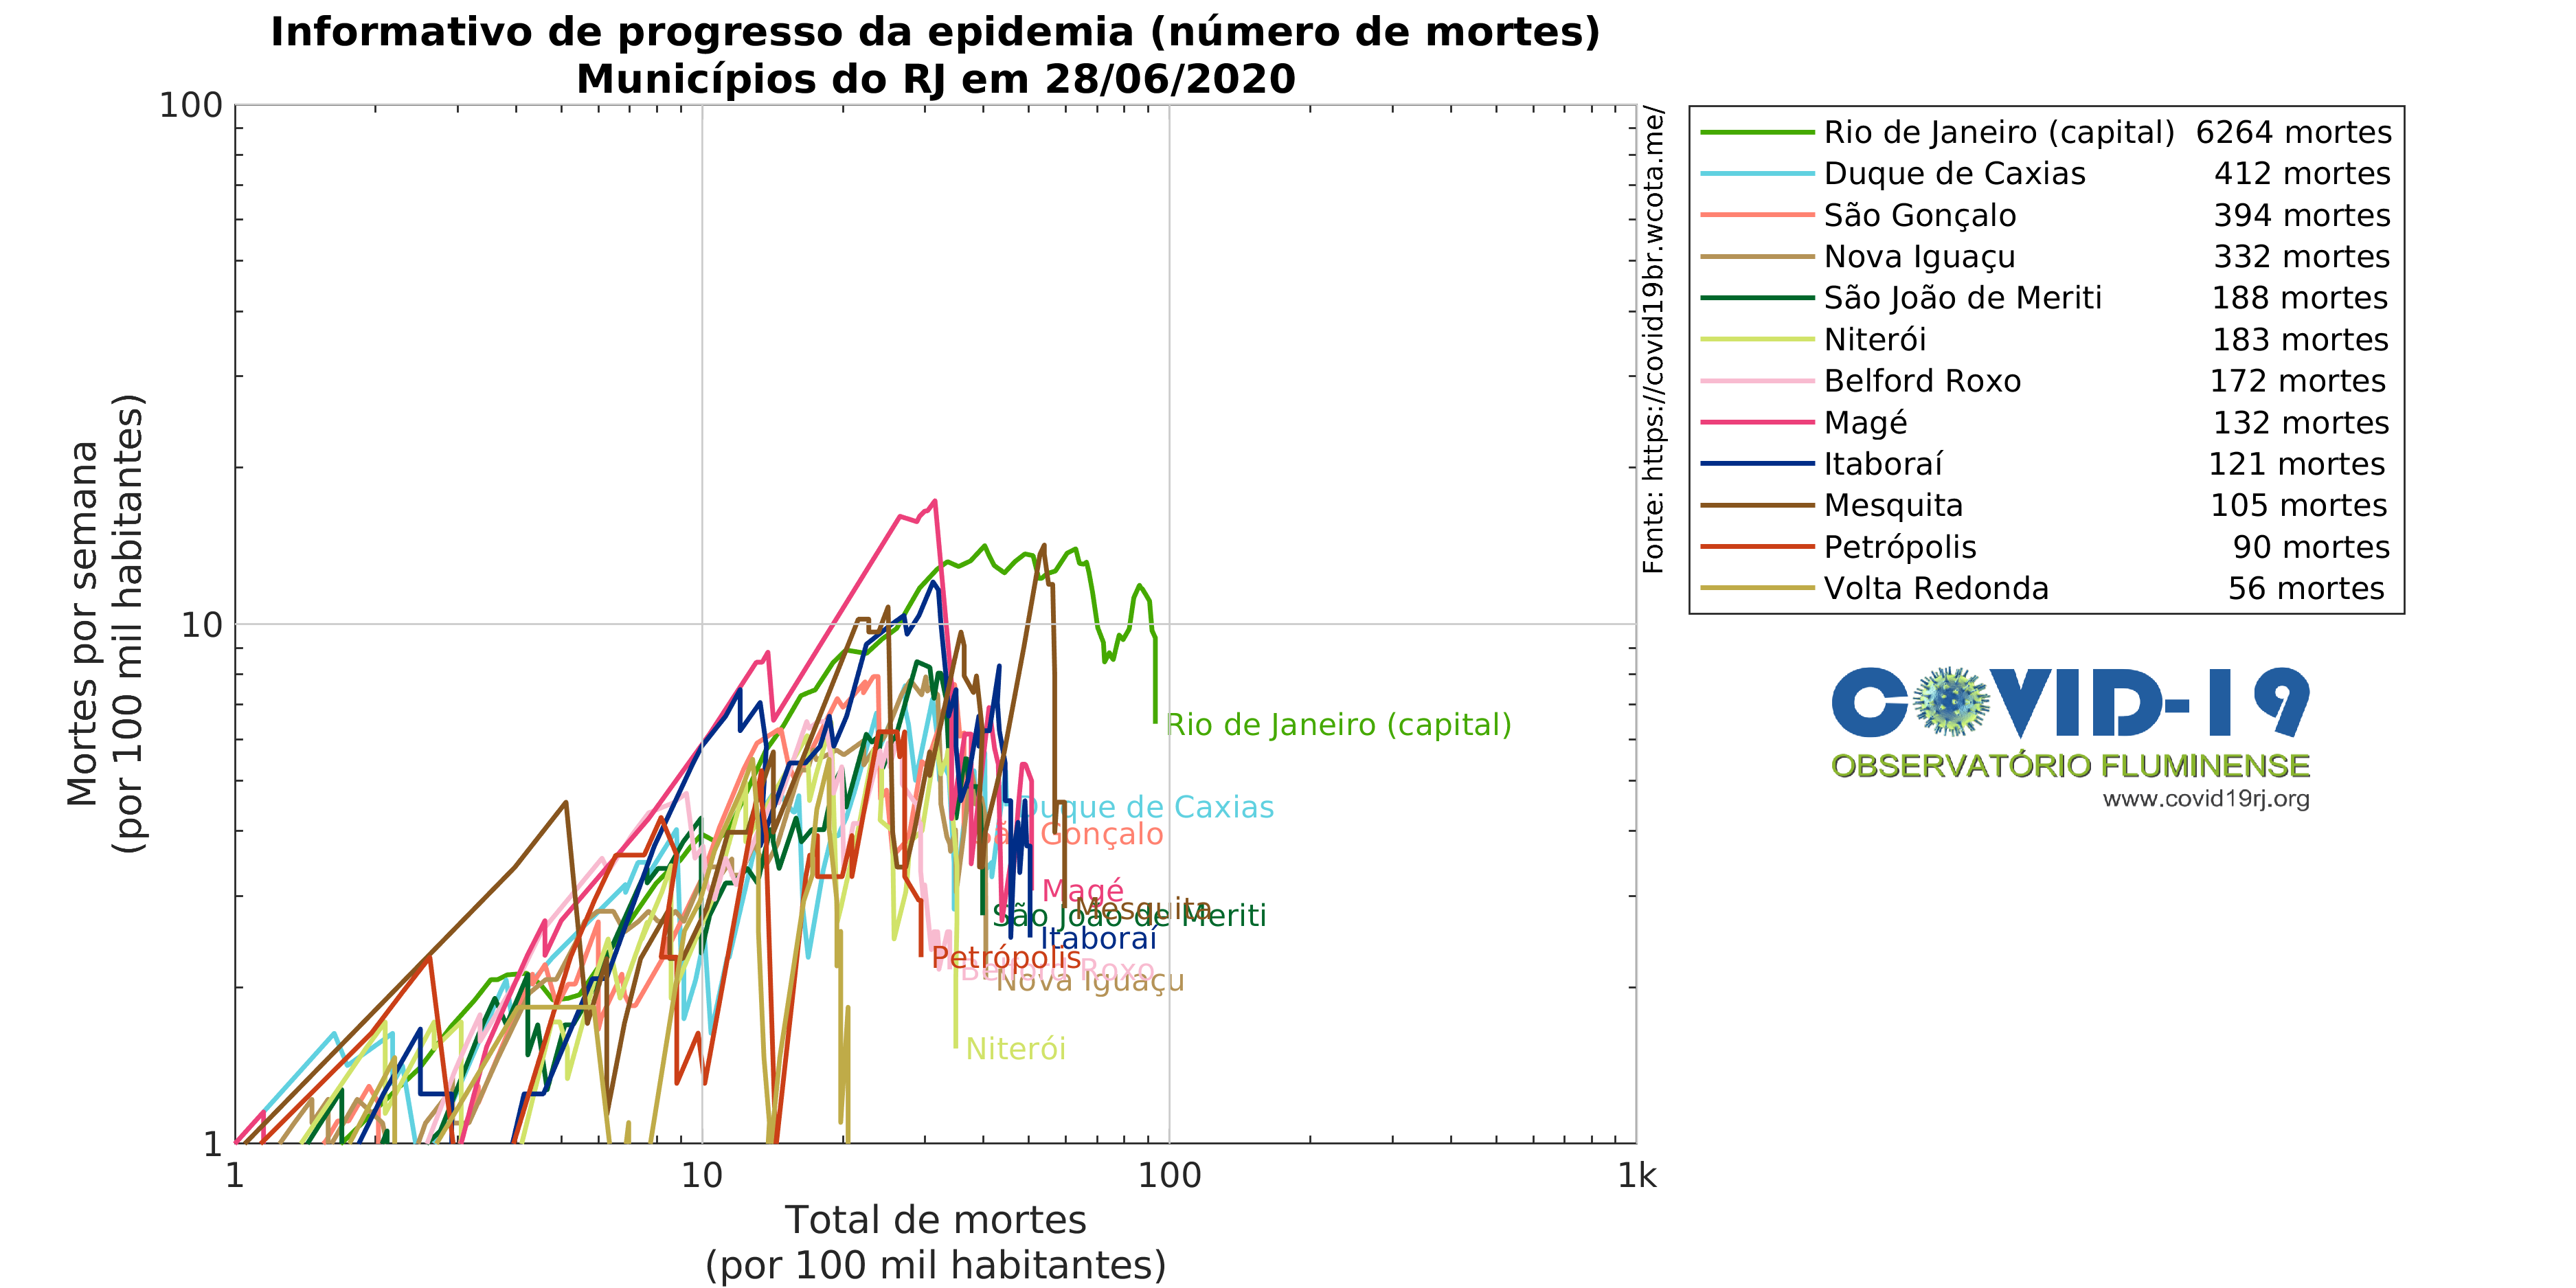 Informativo de progresso da epidemia (número de mortes)
Municípios do RJ em 28/06/2020
100
10
1
Mortes por semana
(por 100 mil habitantes)
1
10
100
1k
Total de mortes
(por 100 mil habitantes)
Fonte: https://covid19br.wcota.me/
Rio de Janeiro (capital)
Duque de Caxias
São Gonçalo
Magé
Mesquita
São João de Meriti
Itaboraí
Petrópolis
Belford Roxo
Nova Iguaçu
Niterói
Rio de Janeiro (capital) 6264 mortes
Duque de Caxias 412 mortes
São Gonçalo 394 mortes
Nova Iguaçu 332 mortes
São João de Meriti 188 mortes
Niterói 183 mortes
Belford Roxo 172 mortes
Magé 132 mortes
Itaboraí 121 mortes
Mesquita 105 mortes
Petrópolis 90 mortes
Volta Redonda 56 mortes
COVID-19
OBSERVATÓRIO FLUMINENSE
www.covid19rj.org